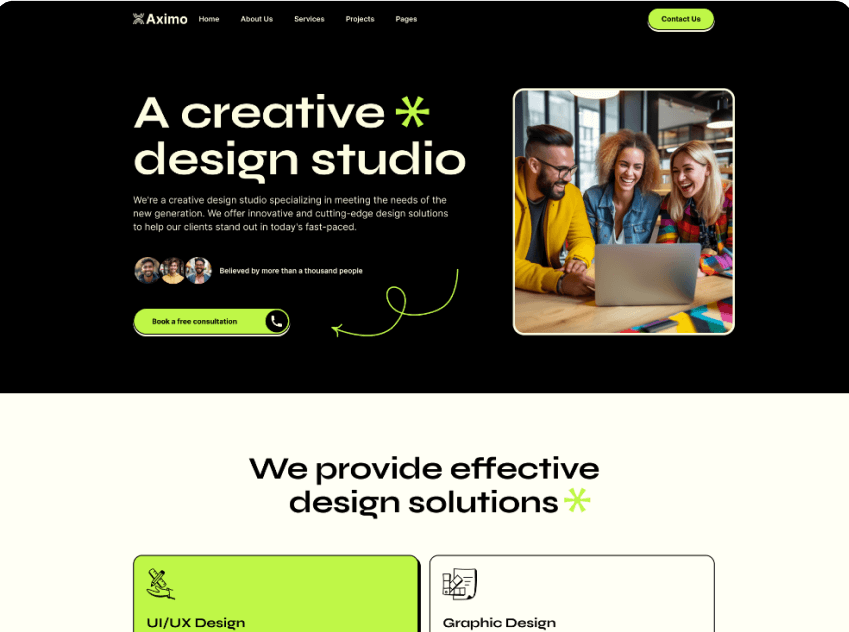 Aximo Home About Us Services Projects Pages Contact Us
A creative
design studio
We're a creative design studio specializing in meeting the needs of the
new generation. We offer innovative and cutting-edge design solutions
to help our clients stand out in today's fast-paced.
Believed by more than a thousand people
Book a free consultation
We provide effective
design solutions
UI/UX Design Graphic Design